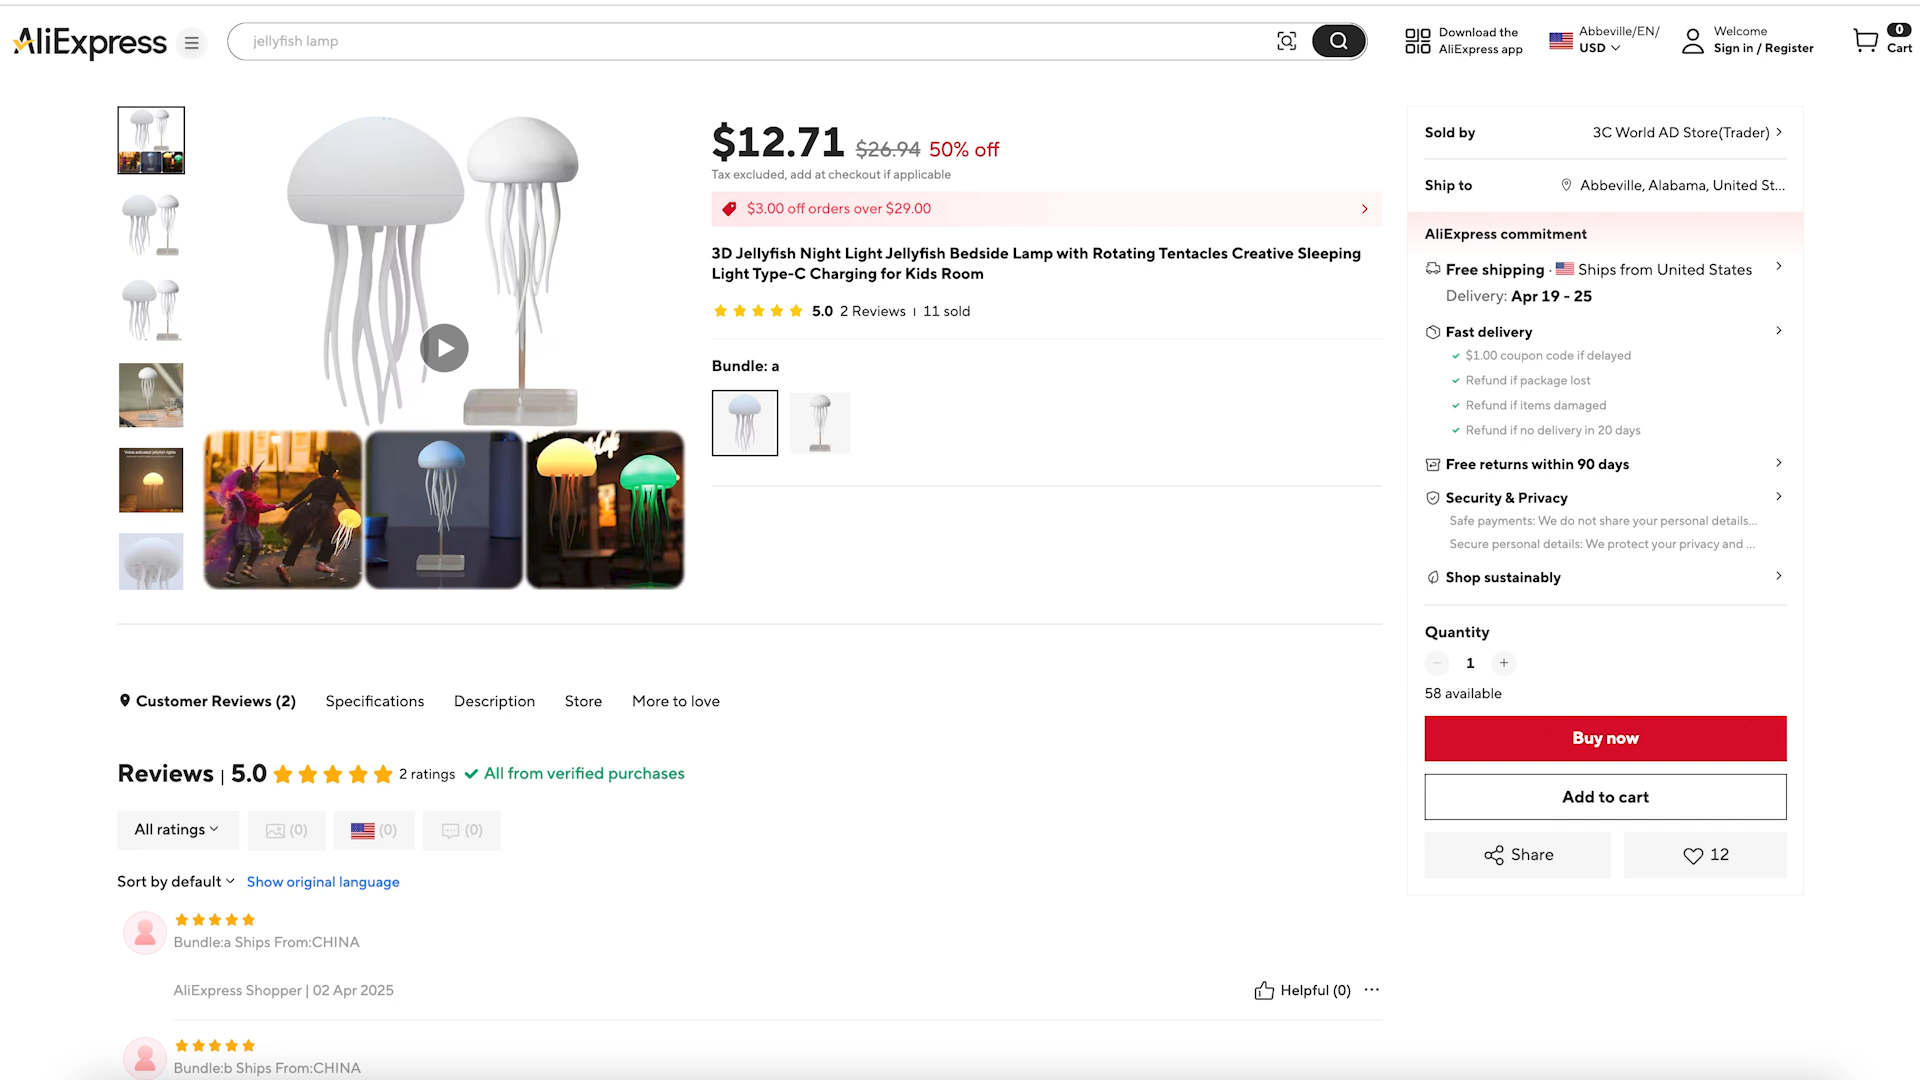 AliExpress
jellyfish lamp
Download the
AliExpress app
Abbeville/EN/
USD
Welcome
Sign in / Register
0
Cart
$12.71 $26.94 50% off
Tax excluded, add at checkout if applicable
$3.00 off orders over $29.00
3D Jellyfish Night Light Jellyfish Bedside Lamp with Rotating Tentacles Creative Sleeping
Light Type-C Charging for Kids Room
5.0 2 Reviews 11 sold
Bundle: a
Sold by 3C World AD Store(Trader)
Ship to Abbeville, Alabama, United St...
AliExpress commitment
Free shipping · Ships from United States
Delivery: Apr 19 - 25
Fast delivery
$1.00 coupon code if delayed
Refund if package lost
Refund if items damaged
Refund if no delivery in 20 days
Free returns within 90 days
Security & Privacy
Safe payments: We do not share your personal details...
Secure personal details: We protect your privacy and ...
Shop sustainably
Quantity
1
58 available
Buy now
Add to cart
Share
12
Customer Reviews (2) Specifications Description Store More to love
Reviews | 5.0 2 ratings All from verified purchases
All ratings (0) (0) (0)
Sort by default Show original language
Bundle:a Ships From:CHINA
AliExpress Shopper | 02 Apr 2025
Helpful (0) ...
Bundle:b Ships From:CHINA